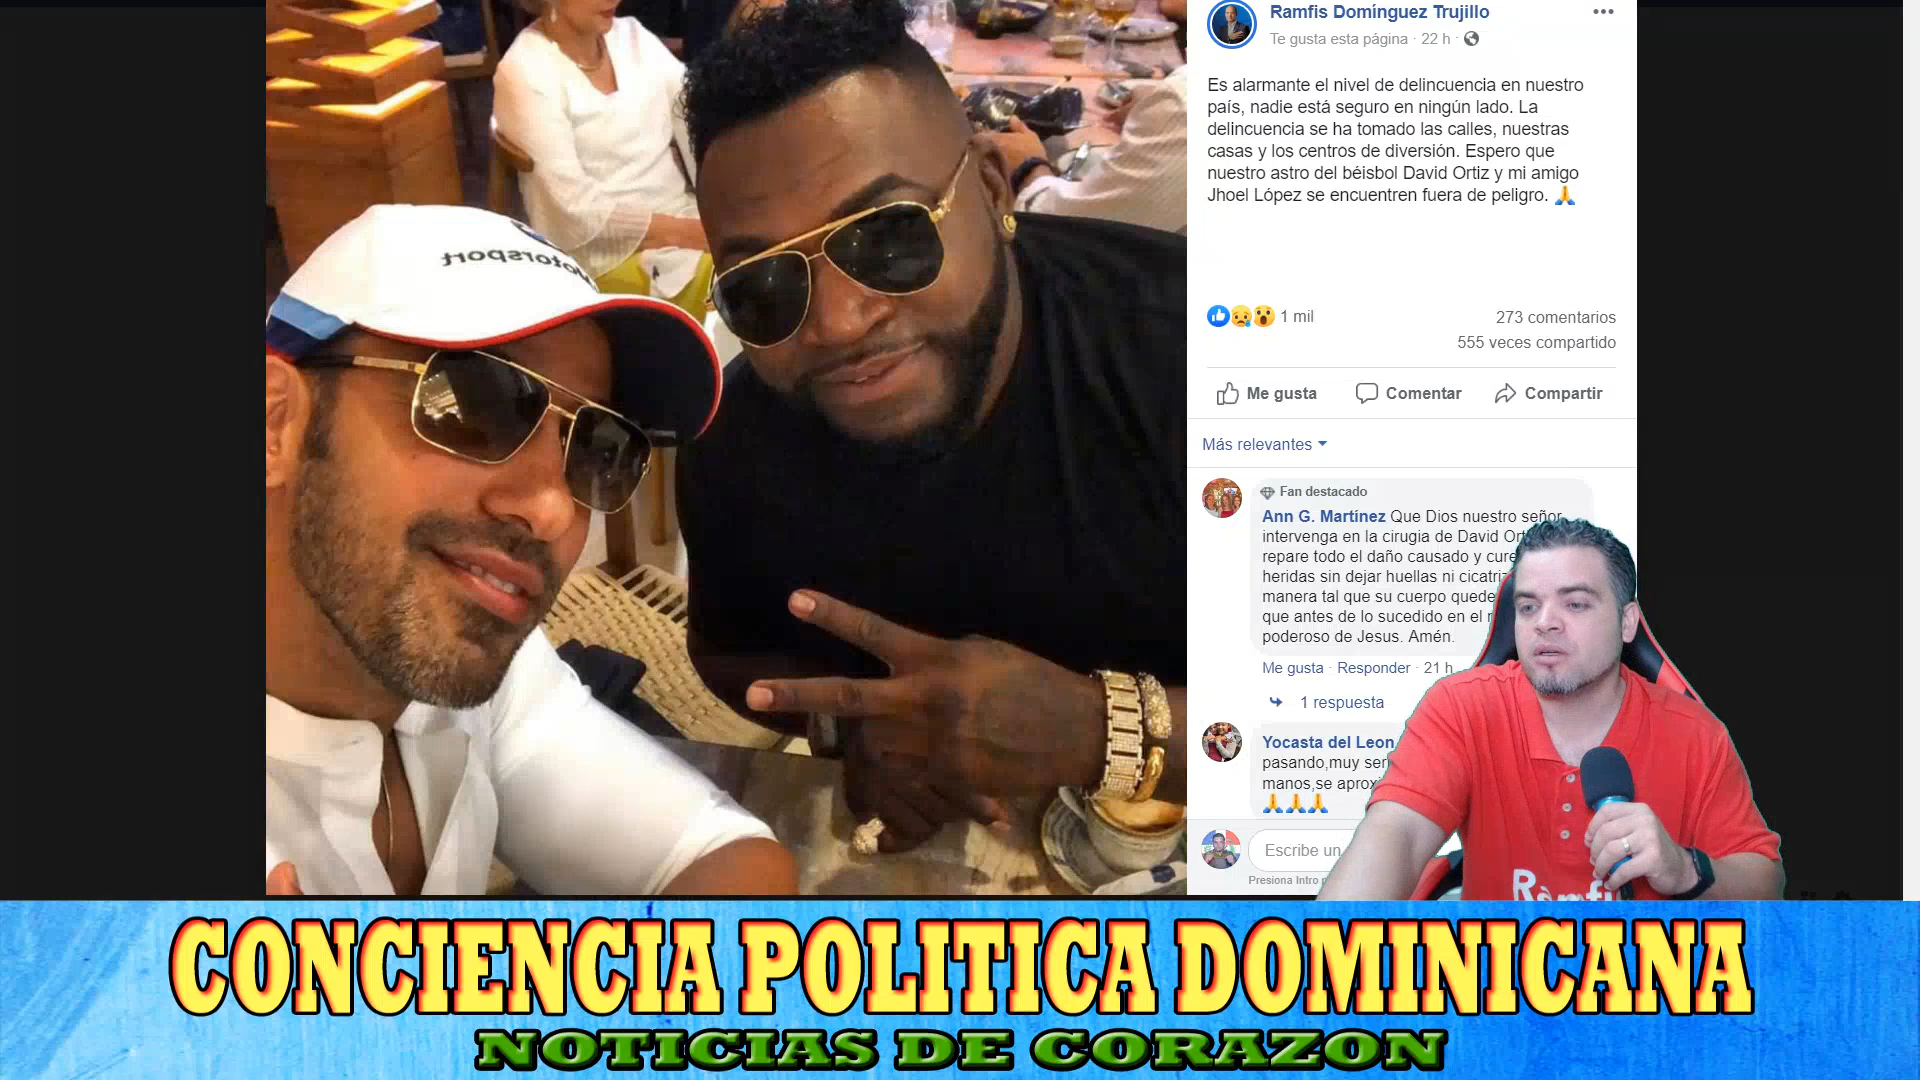 Motorsport
Ramfis Domínguez Trujillo
Te gusta esta página · 22 h ·
Es alarmante el nivel de delincuencia en nuestro
país, nadie está seguro en ningún lado. La
delincuencia se ha tomado las calles, nuestras
casas y los centros de diversión. Espero que
nuestro astro del béisbol David Ortiz y mi amigo
Jhoel López se encuentren fuera de peligro. 🙏
1 mil
273 comentarios
555 veces compartido
Me gusta Comentar Compartir
Más relevantes
Fan destacado
Ann G. Martínez Que Dios nuestro señor
intervenga en la cirugia de David
repare todo el daño causado y
heridas sin dejar huellas ni
manera tal que su cuerpo quede
que antes de lo sucedido en el
poderoso de Jesus. Amén.
Me gusta · Responder · 21 h
1 respuesta
Yocasta del Leon
pasando,muy
manos,se
🙏🙏🙏
Escribe un
Presiona Intro
Ràmfi
CONCIENCIA POLITICA DOMINICANA
NOTICIAS DE CORAZON